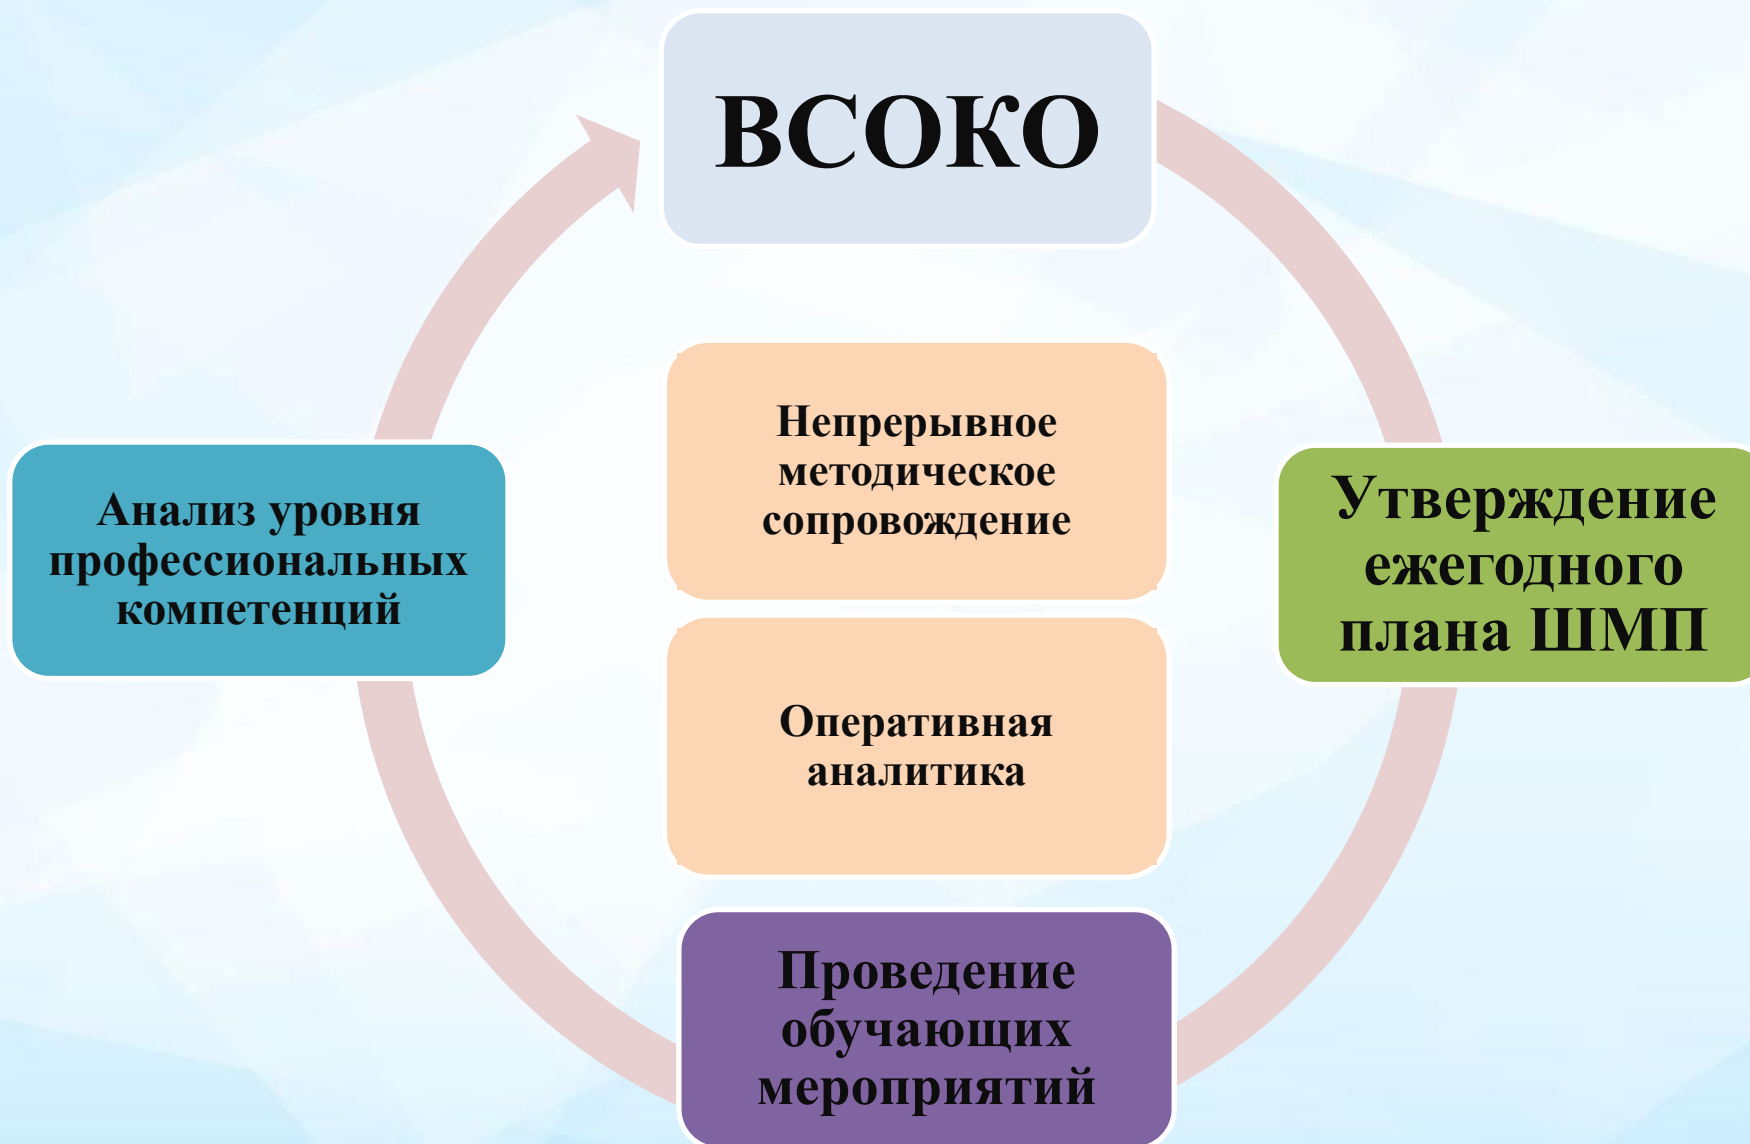 ВСОКО
Непрерывное
методическое
сопровождение
Анализ уровня
профессиональных
компетенций
Утверждение
ежегодного
плана ШМП
Оперативная
аналитика
Проведение
обучающих
мероприятий